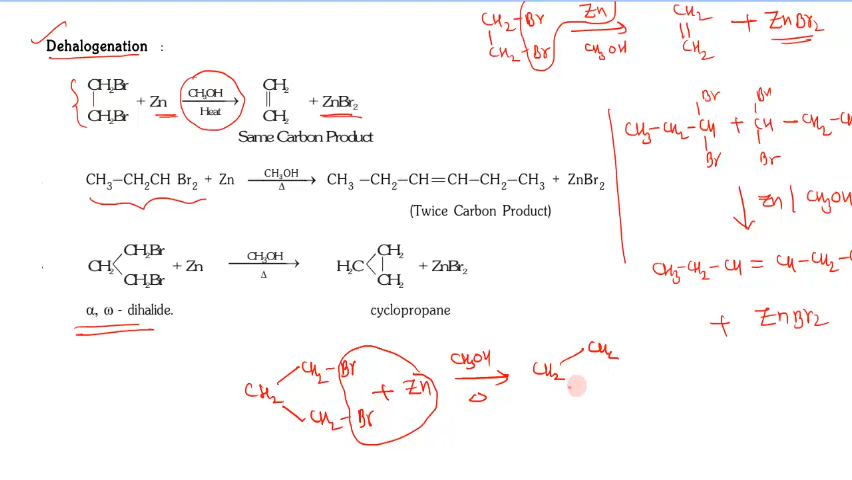 Dehalogenation :
CH₂Br
|
CH₂Br + Zn —CH₃OH/Heat→ CH₂ || CH₂ + ZnBr₂
Same Carbon Product
CH₃–CH₂CH Br₂ + Zn —CH₃OH/Δ→ CH₃ –CH₂–CH=CH–CH₂–CH₃ + ZnBr₂
(Twice Carbon Product)
CH₂ <CH₂Br CH₂Br + Zn —CH₃OH/Δ→ H₂C <CH₂ | CH₂ + ZnBr₂
α, ω - dihalide. cyclopropane
CH₂–Br
|
CH₂–Br —Zn/CH₃OH→ CH₂ || CH₂ + ZnBr₂
Br Br
CH₃–CH₂–CH + CH –CH₂–C
Br Br
↓ Zn | CH₃OH
CH₃–CH₂–CH = CH–CH₂–
+ ZnBr₂
CH₂ <CH₂–Br CH₂–Br + Zn —CH₃OH/Δ→ CH₂ – CH₂